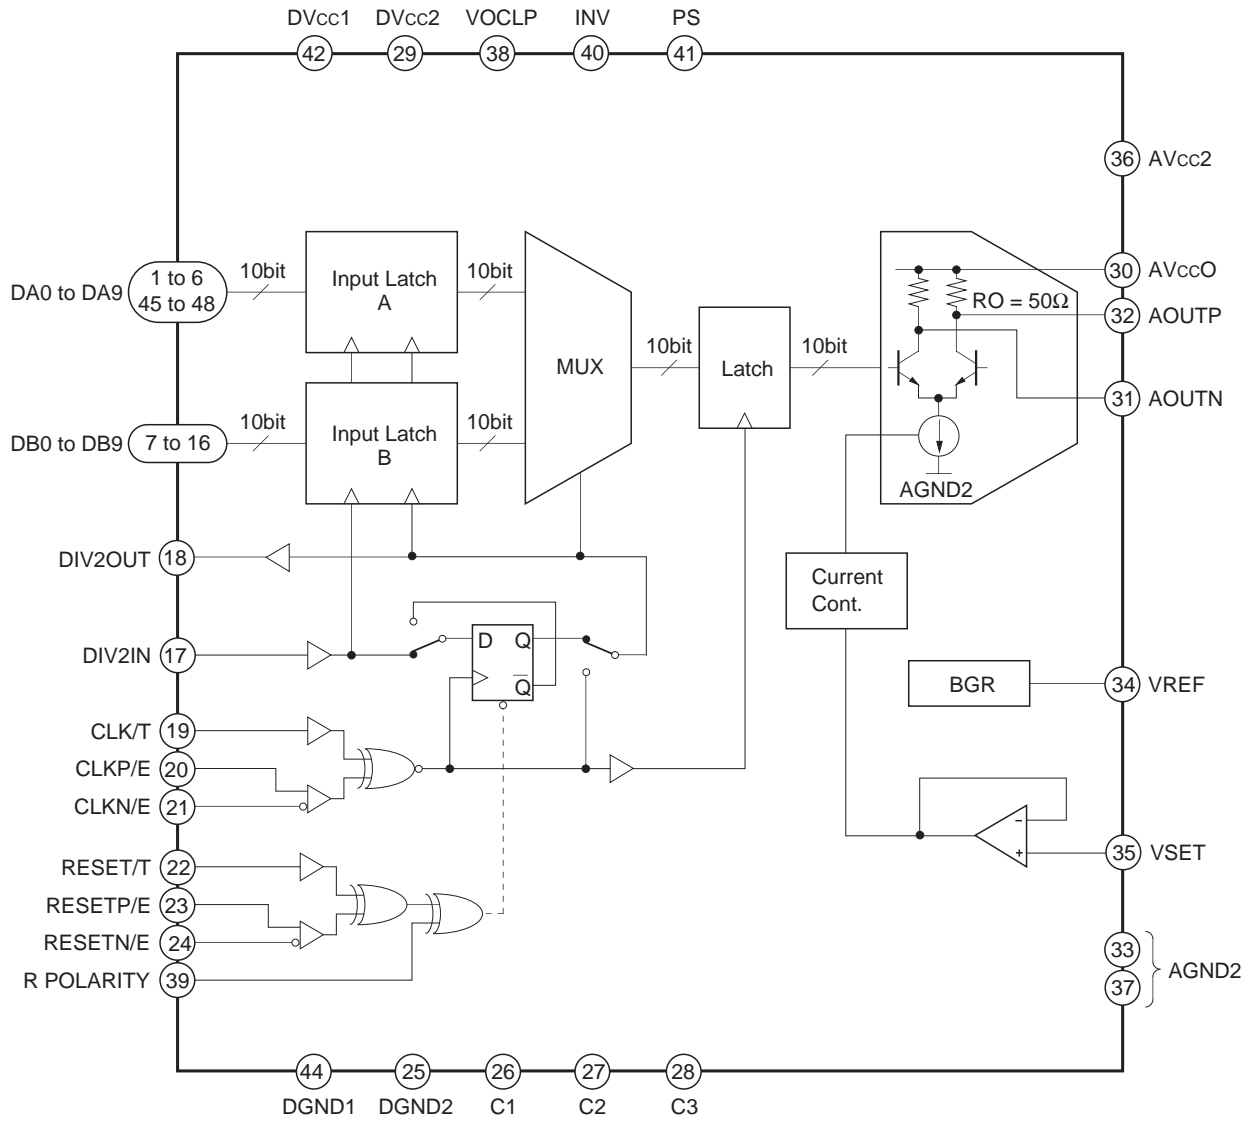 DVcc1 DVcc2 VOCLP INV PS
42 29 38 40 41
36 AVcc2
DA0 to DA9
1 to 6
45 to 48
10bit
Input Latch
A
10bit
MUX
10bit
Latch
10bit
RO = 50Ω
30 AVccO
32 AOUTP
31 AOUTN
AGND2
DB0 to DB9
7 to 16
10bit
Input Latch
B
10bit
DIV2OUT 18
Current
Cont.
DIV2IN 17
D Q
Q̅
BGR
34 VREF
CLK/T 19
CLKP/E 20
CLKN/E 21
−
+
35 VSET
RESET/T 22
RESETP/E 23
RESETN/E 24
R POLARITY 39
33
37
AGND2
44 25 26 27 28
DGND1 DGND2 C1 C2 C3